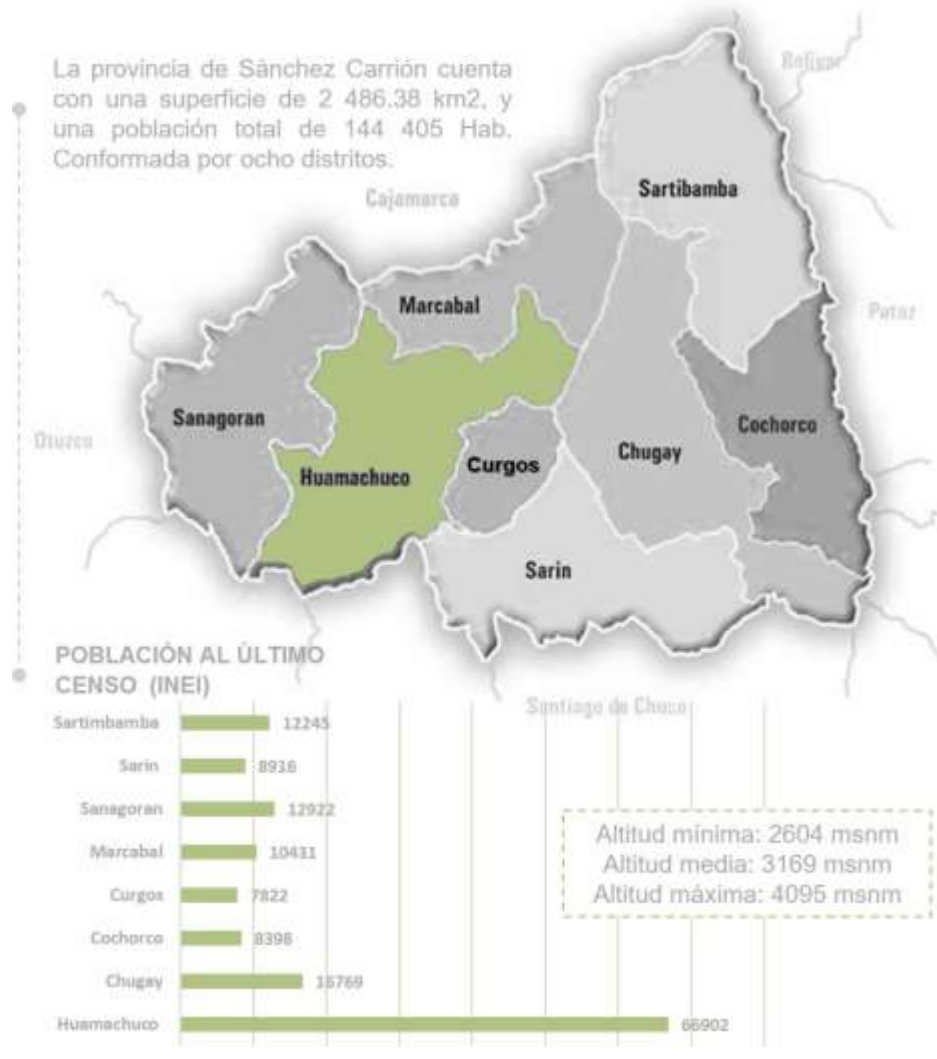 La provincia de Sánchez Carrión cuenta
con una superficie de 2 486.38 km2, y
una población total de 144 405 Hab.
Conformada por ocho distritos.
Bolívar
Cajamarca
Sartibamba
Marcabal
Pataz
Sanagoran
Cochorco
Otuzco
Huamachuco
Curgos
Chugay
Sarin
Santiago de Chuco
POBLACIÓN AL ÚLTIMO
CENSO (INEI)
Sartimbamba 12245
Sarin 8916
Sanagoran 12922
Marcabal 10431
Curgos 7822
Cochorco 8398
Chugay 16769
Huamachuco 66902
Altitud mínima: 2604 msnm
Altitud media: 3169 msnm
Altitud máxima: 4095 msnm